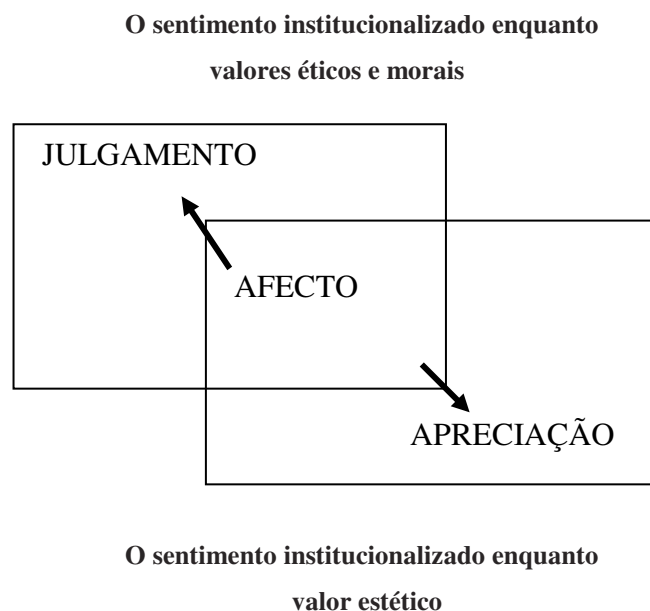 O sentimento institucionalizado enquanto
valores éticos e morais
JULGAMENTO
AFECTO
APRECIAÇÃO
O sentimento institucionalizado enquanto
valor estético